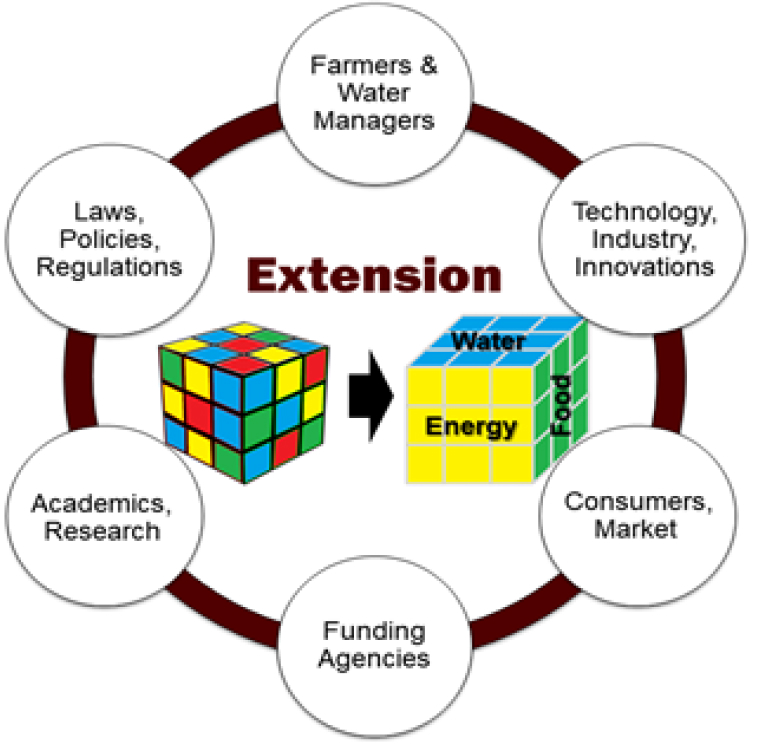 Farmers &
Water
Managers
Laws,
Policies,
Regulations
Technology,
Industry,
Innovations
Extension
Water
Energy
Food
Academics,
Research
Consumers,
Market
Funding
Agencies